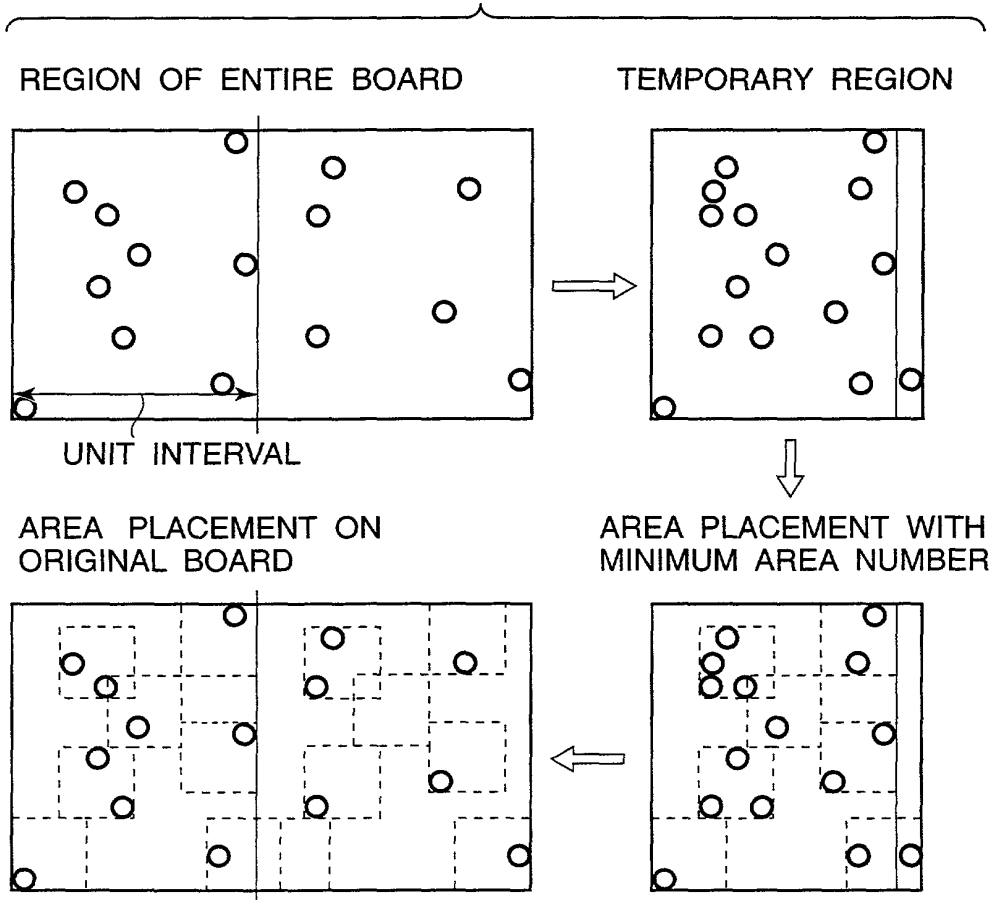 REGION OF ENTIRE BOARD
TEMPORARY REGION
UNIT INTERVAL
AREA PLACEMENT ON
ORIGINAL BOARD
AREA PLACEMENT WITH
MINIMUM AREA NUMBER